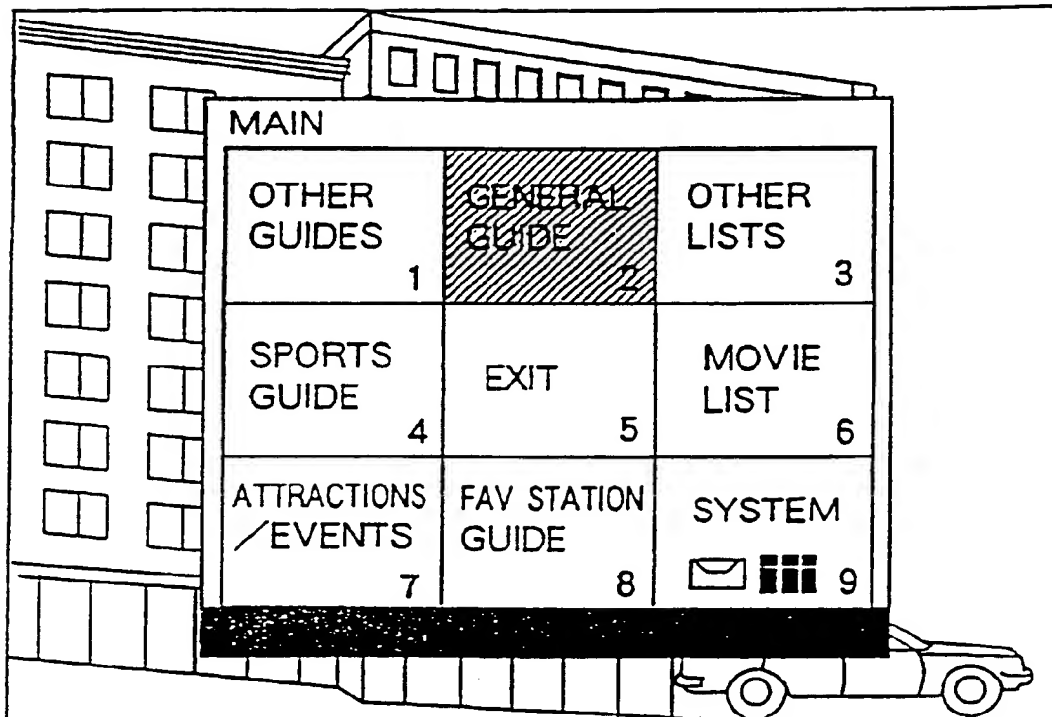 MAIN
OTHER
GUIDES
1
GENERAL
GUIDE
2
OTHER
LISTS
3
SPORTS
GUIDE
4
EXIT
5
MOVIE
LIST
6
ATTRACTIONS
/EVENTS
7
FAV STATION
GUIDE
8
SYSTEM
9